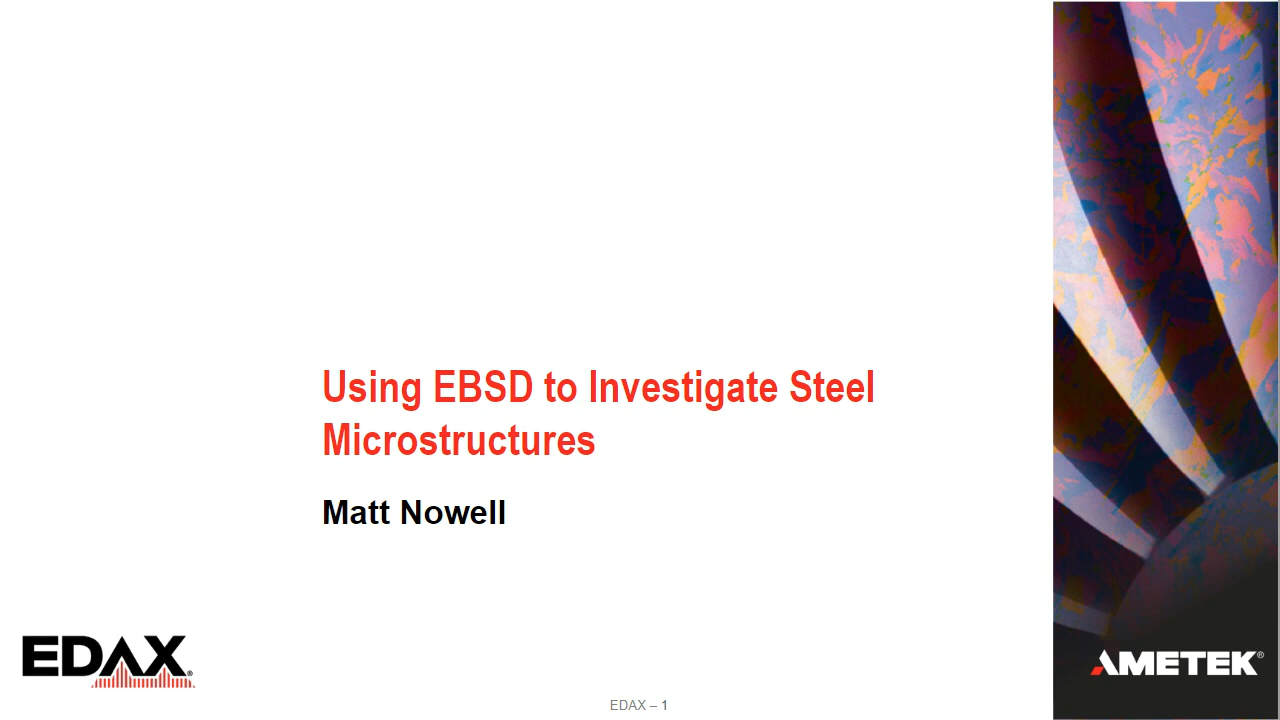 Using EBSD to Investigate Steel
Microstructures
Matt Nowell
EDAX®
AMETEK®
EDAX – 1